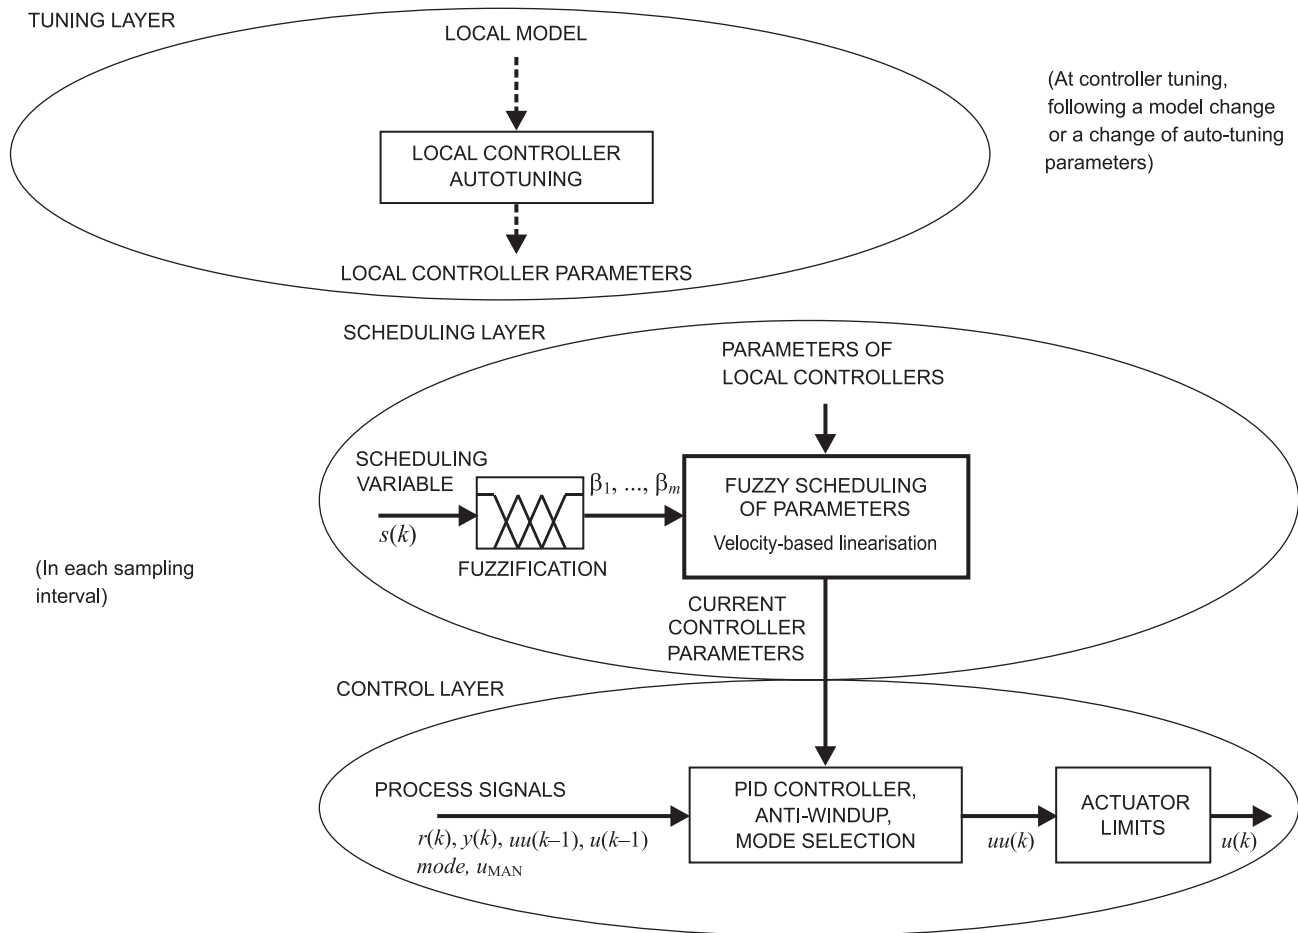 TUNING LAYER
LOCAL MODEL
(At controller tuning,
following a model change
or a change of auto-tuning
parameters)
LOCAL CONTROLLER
AUTOTUNING
LOCAL CONTROLLER PARAMETERS
SCHEDULING LAYER
PARAMETERS OF
LOCAL CONTROLLERS
SCHEDULING
VARIABLE
s(k)
β1, ..., βm
FUZZIFICATION
FUZZY SCHEDULING
OF PARAMETERS
Velocity-based linearisation
(In each sampling
interval)
CURRENT
CONTROLLER
PARAMETERS
CONTROL LAYER
PROCESS SIGNALS
r(k), y(k), uu(k–1), u(k–1)
mode, uMAN
PID CONTROLLER,
ANTI-WINDUP,
MODE SELECTION
uu(k)
ACTUATOR
LIMITS
u(k)